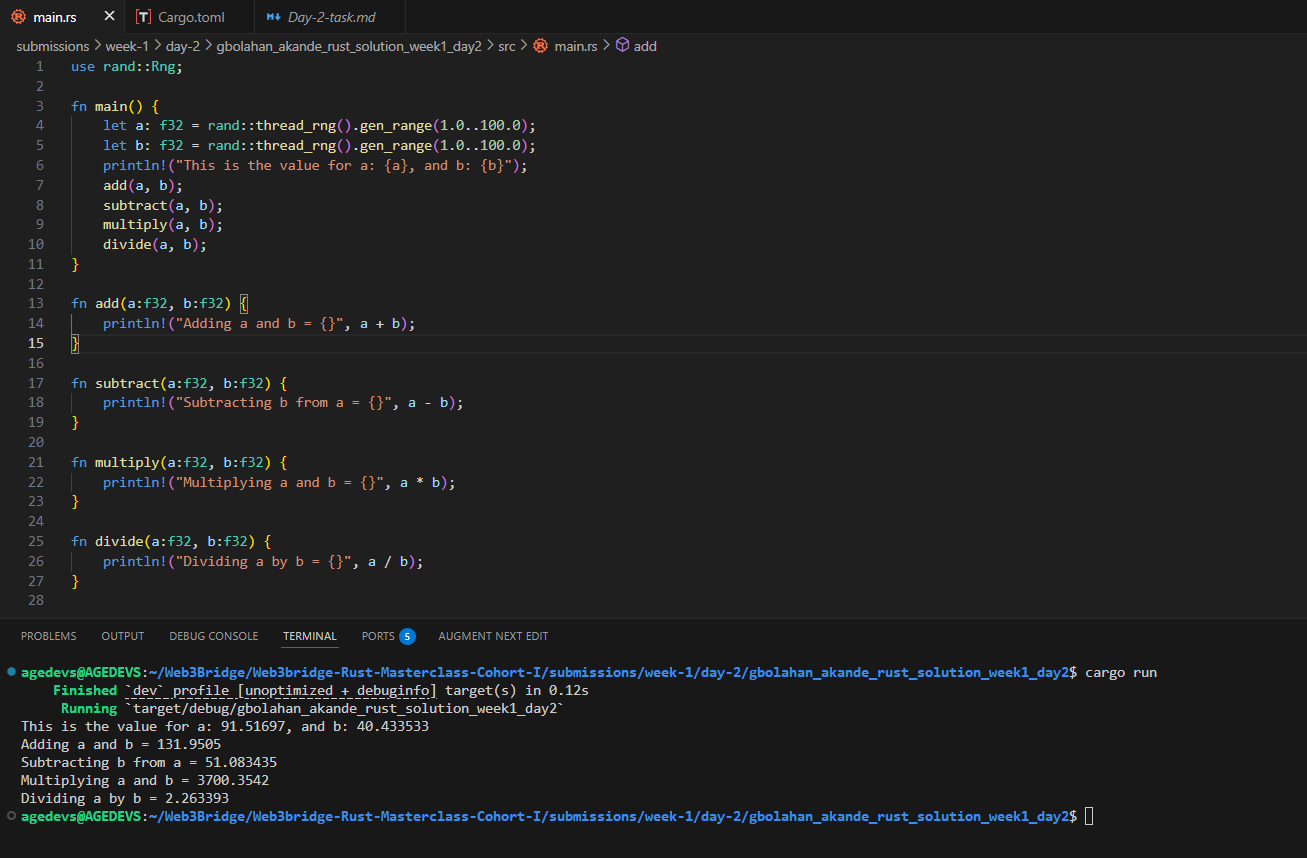 main.rs Cargo.toml Day-2-task.md
submissions > week-1 > day-2 > gbolahan_akande_rust_solution_week1_day2 > src > main.rs > add
1 use rand::Rng;
2
3 fn main() {
4     let a: f32 = rand::thread_rng().gen_range(1.0..100.0);
5     let b: f32 = rand::thread_rng().gen_range(1.0..100.0);
6     println!("This is the value for a: {a}, and b: {b}");
7     add(a, b);
8     subtract(a, b);
9     multiply(a, b);
10     divide(a, b);
11 }
12
13 fn add(a:f32, b:f32) {
14     println!("Adding a and b = {}", a + b);
15 }
16
17 fn subtract(a:f32, b:f32) {
18     println!("Subtracting b from a = {}", a - b);
19 }
20
21 fn multiply(a:f32, b:f32) {
22     println!("Multiplying a and b = {}", a * b);
23 }
24
25 fn divide(a:f32, b:f32) {
26     println!("Dividing a by b = {}", a / b);
27 }
28
PROBLEMS OUTPUT DEBUG CONSOLE TERMINAL PORTS 5 AUGMENT NEXT EDIT
agedevs@AGEDEVS:~/Web3Bridge/Web3bridge-Rust-Masterclass-Cohort-I/submissions/week-1/day-2/gbolahan_akande_rust_solution_week1_day2$ cargo run
    Finished `dev` profile [unoptimized + debuginfo] target(s) in 0.12s
     Running `target/debug/gbolahan_akande_rust_solution_week1_day2`
This is the value for a: 91.51697, and b: 40.433533
Adding a and b = 131.9505
Subtracting b from a = 51.083435
Multiplying a and b = 3700.3542
Dividing a by b = 2.263393
agedevs@AGEDEVS:~/Web3Bridge/Web3bridge-Rust-Masterclass-Cohort-I/submissions/week-1/day-2/gbolahan_akande_rust_solution_week1_day2$